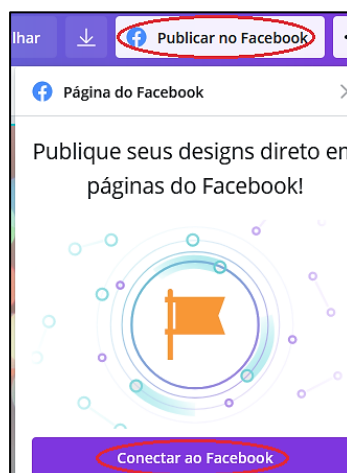 lhar Publicar no Facebook
Página do Facebook
Publique seus designs direto em
páginas do Facebook!
Conectar ao Facebook